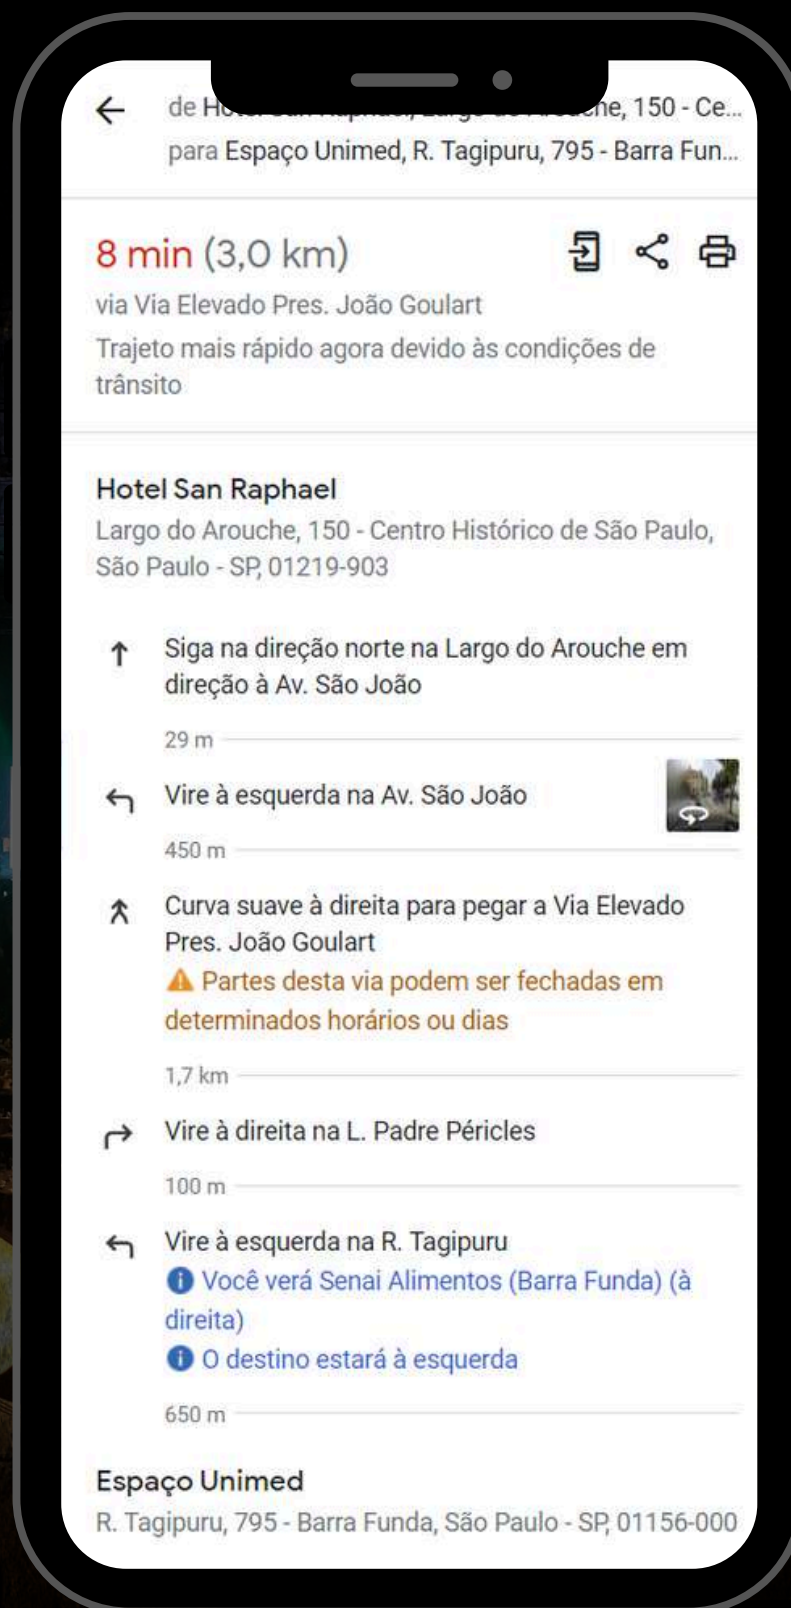 de
he, 150 - Ce...
para Espaço Unimed, R. Tagipuru, 795 - Barra Fun...
8 min (3,0 km)
via Via Elevado Pres. João Goulart
Trajeto mais rápido agora devido às condições de
trânsito
Hotel San Raphael
Largo do Arouche, 150 - Centro Histórico de São Paulo,
São Paulo - SP, 01219-903
Siga na direção norte na Largo do Arouche em
direção à Av. São João
29 m
Vire à esquerda na Av. São João
450 m
Curva suave à direita para pegar a Via Elevado
Pres. João Goulart
Partes desta via podem ser fechadas em
determinados horários ou dias
1,7 km
Vire à direita na L. Padre Péricles
100 m
Vire à esquerda na R. Tagipuru
Você verá Senai Alimentos (Barra Funda) (à
direita)
O destino estará à esquerda
650 m
Espaço Unimed
R. Tagipuru, 795 - Barra Funda, São Paulo - SP, 01156-000